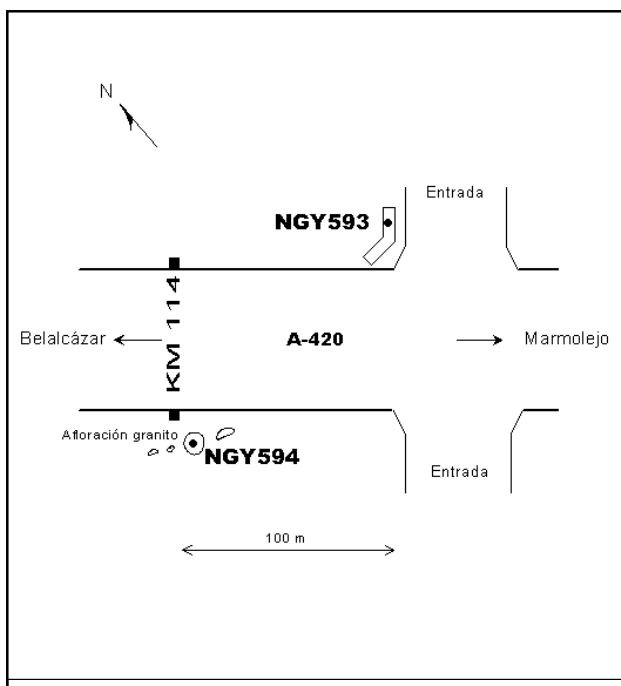 N
Entrada
NGY593
KM 114
Belalcázar
A-420
Marmolejo
Afloración granito
NGY594
Entrada
100 m